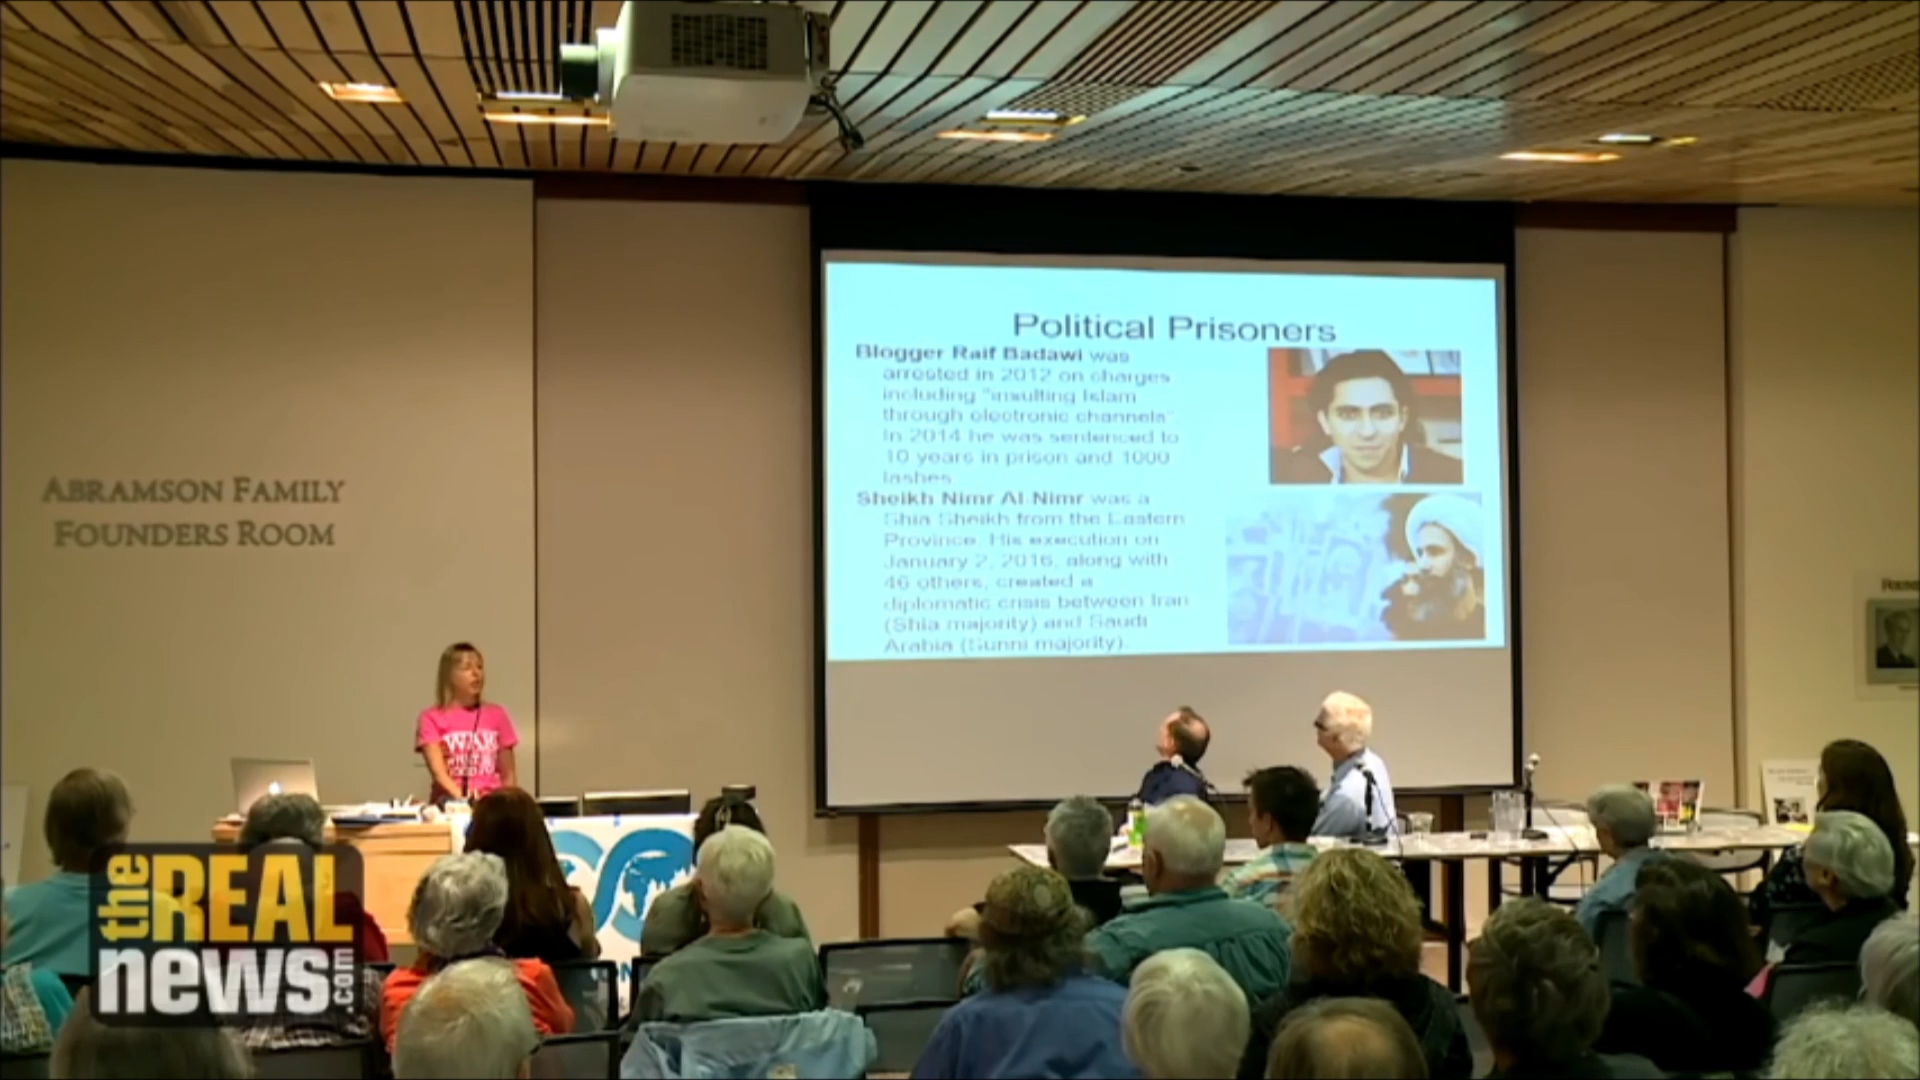 Political Prisoners
Blogger Raif Badawi was
arrested in 2012 on charges
including "insulting Islam
through electronic channels".
In 2014 he was sentenced to
10 years in prison and 1000
lashes.
Sheikh Nimr Al-Nimr was a
Shia Sheikh from the Eastern
Province. His execution on
January 2, 2016, along with
46 others, created a
diplomatic crisis between Iran
(Shia majority) and Saudi
Arabia (Sunni majority).
ABRAMSON FAMILY
FOUNDERS ROOM
WAR
the REAL
news.com